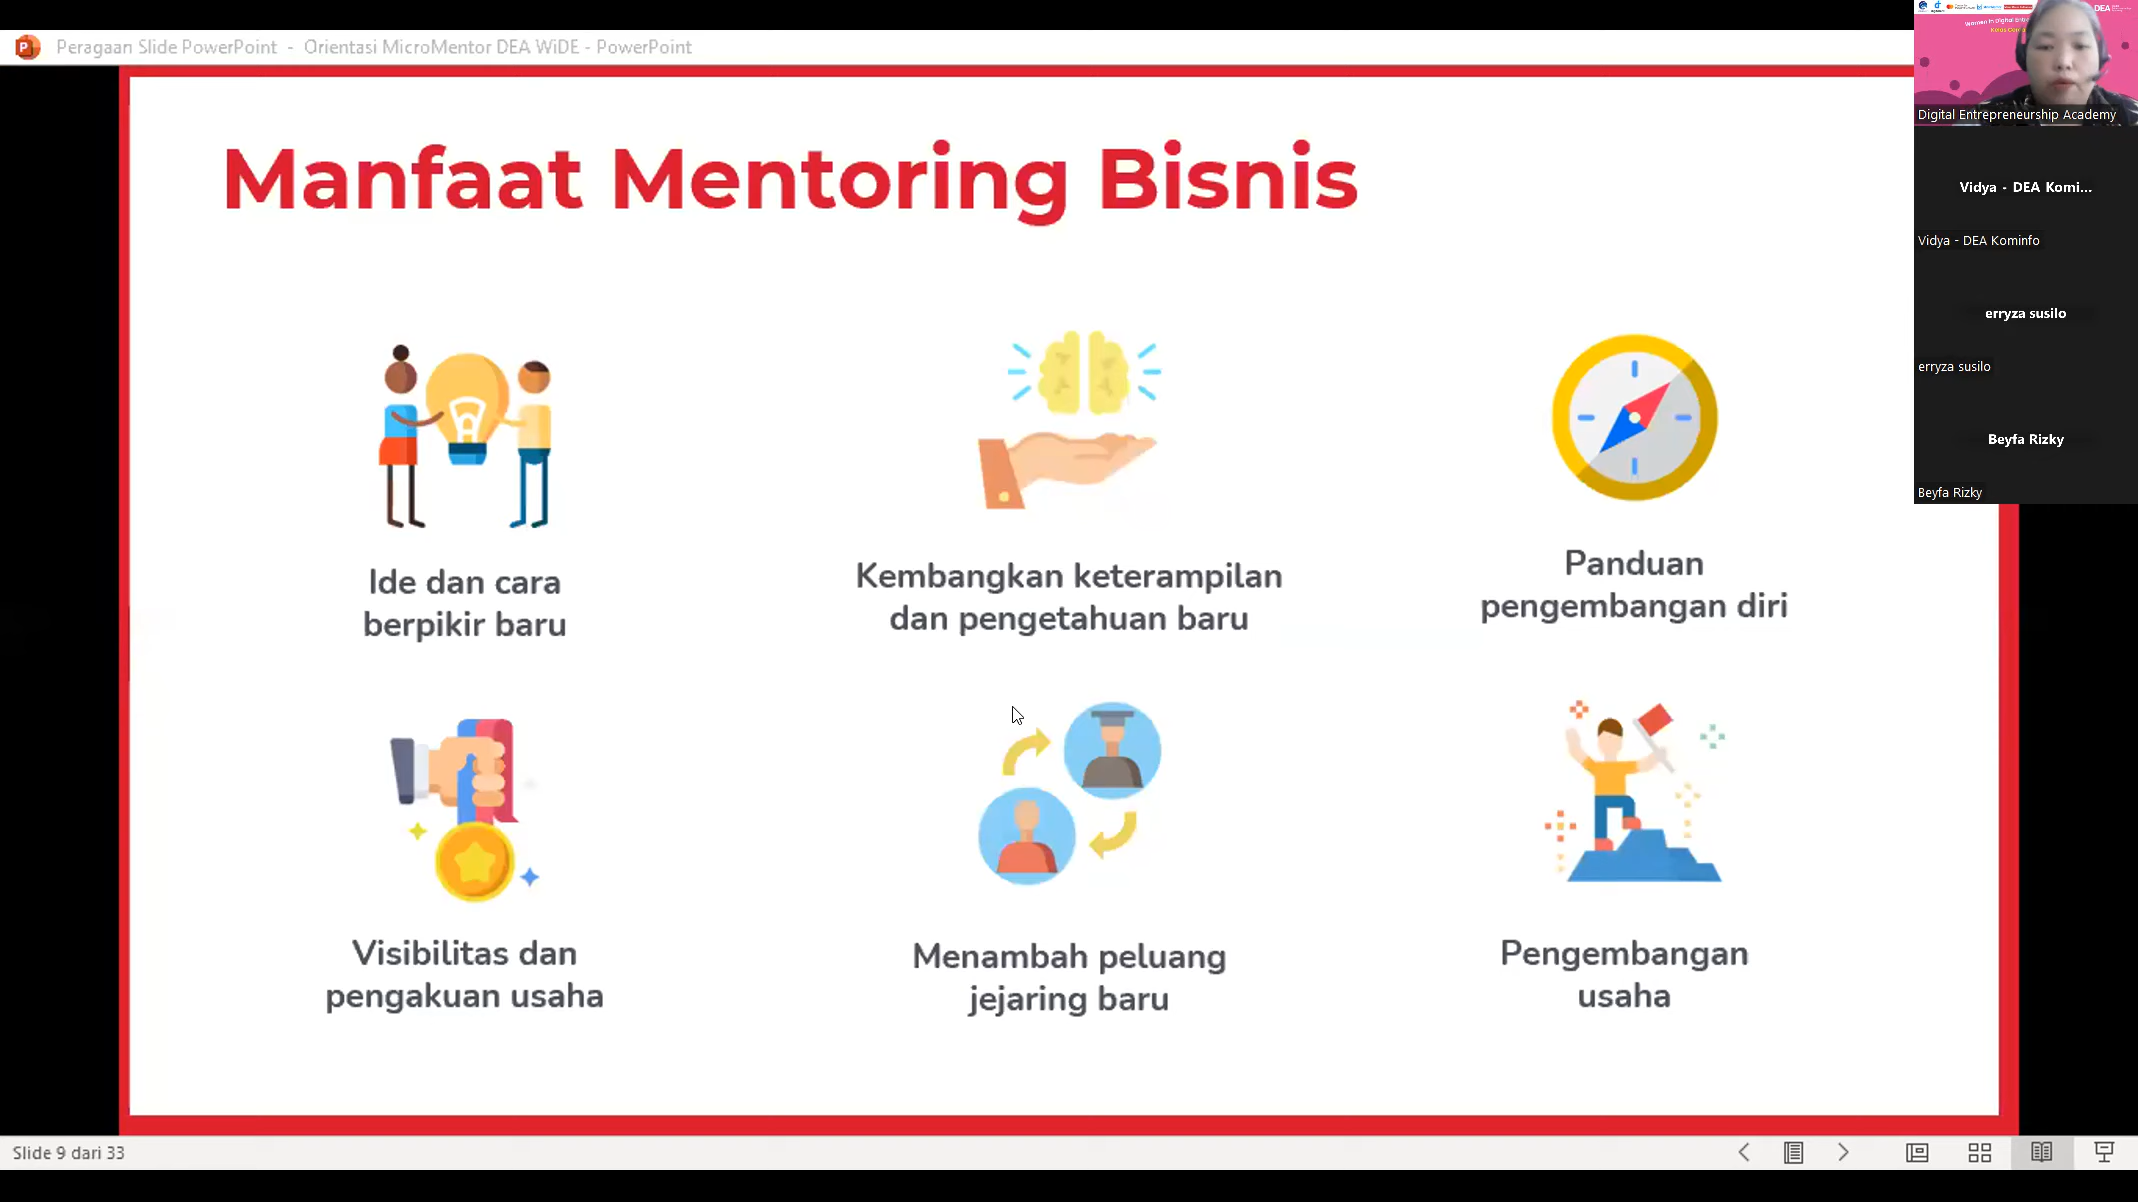 Peragaan Slide PowerPoint - Orientasi MicroMentor DEA WiDE - PowerPoint
Manfaat Mentoring Bisnis
Ide dan cara
berpikir baru
Kembangkan keterampilan
dan pengetahuan baru
Panduan
pengembangan diri
Visibilitas dan
pengakuan usaha
Menambah peluang
jejaring baru
Pengembangan
usaha
DEA
Digital Entrepreneurship Academy
Vidya - DEA Komi...
Vidya - DEA Kominfo
erryza susilo
erryza susilo
Beyfa Rizky
Beyfa Rizky
Slide 9 dari 33